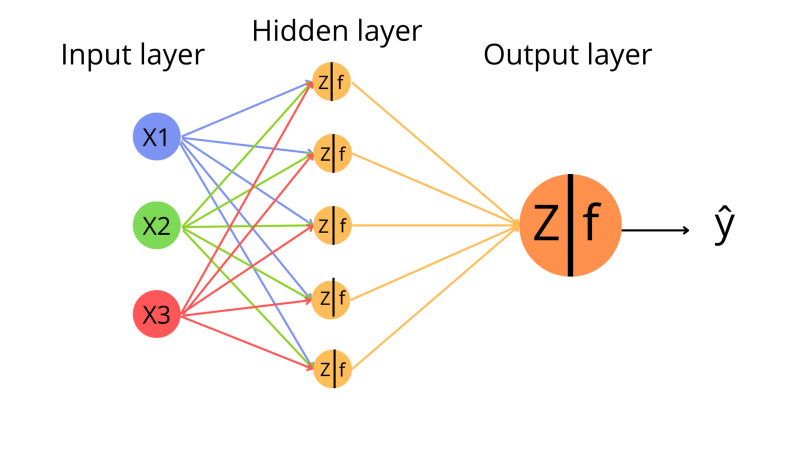 Input layer
Hidden layer
Output layer
X1
X2
X3
Z f
Z f
Z f
Z f
Z f
Z f
ŷ